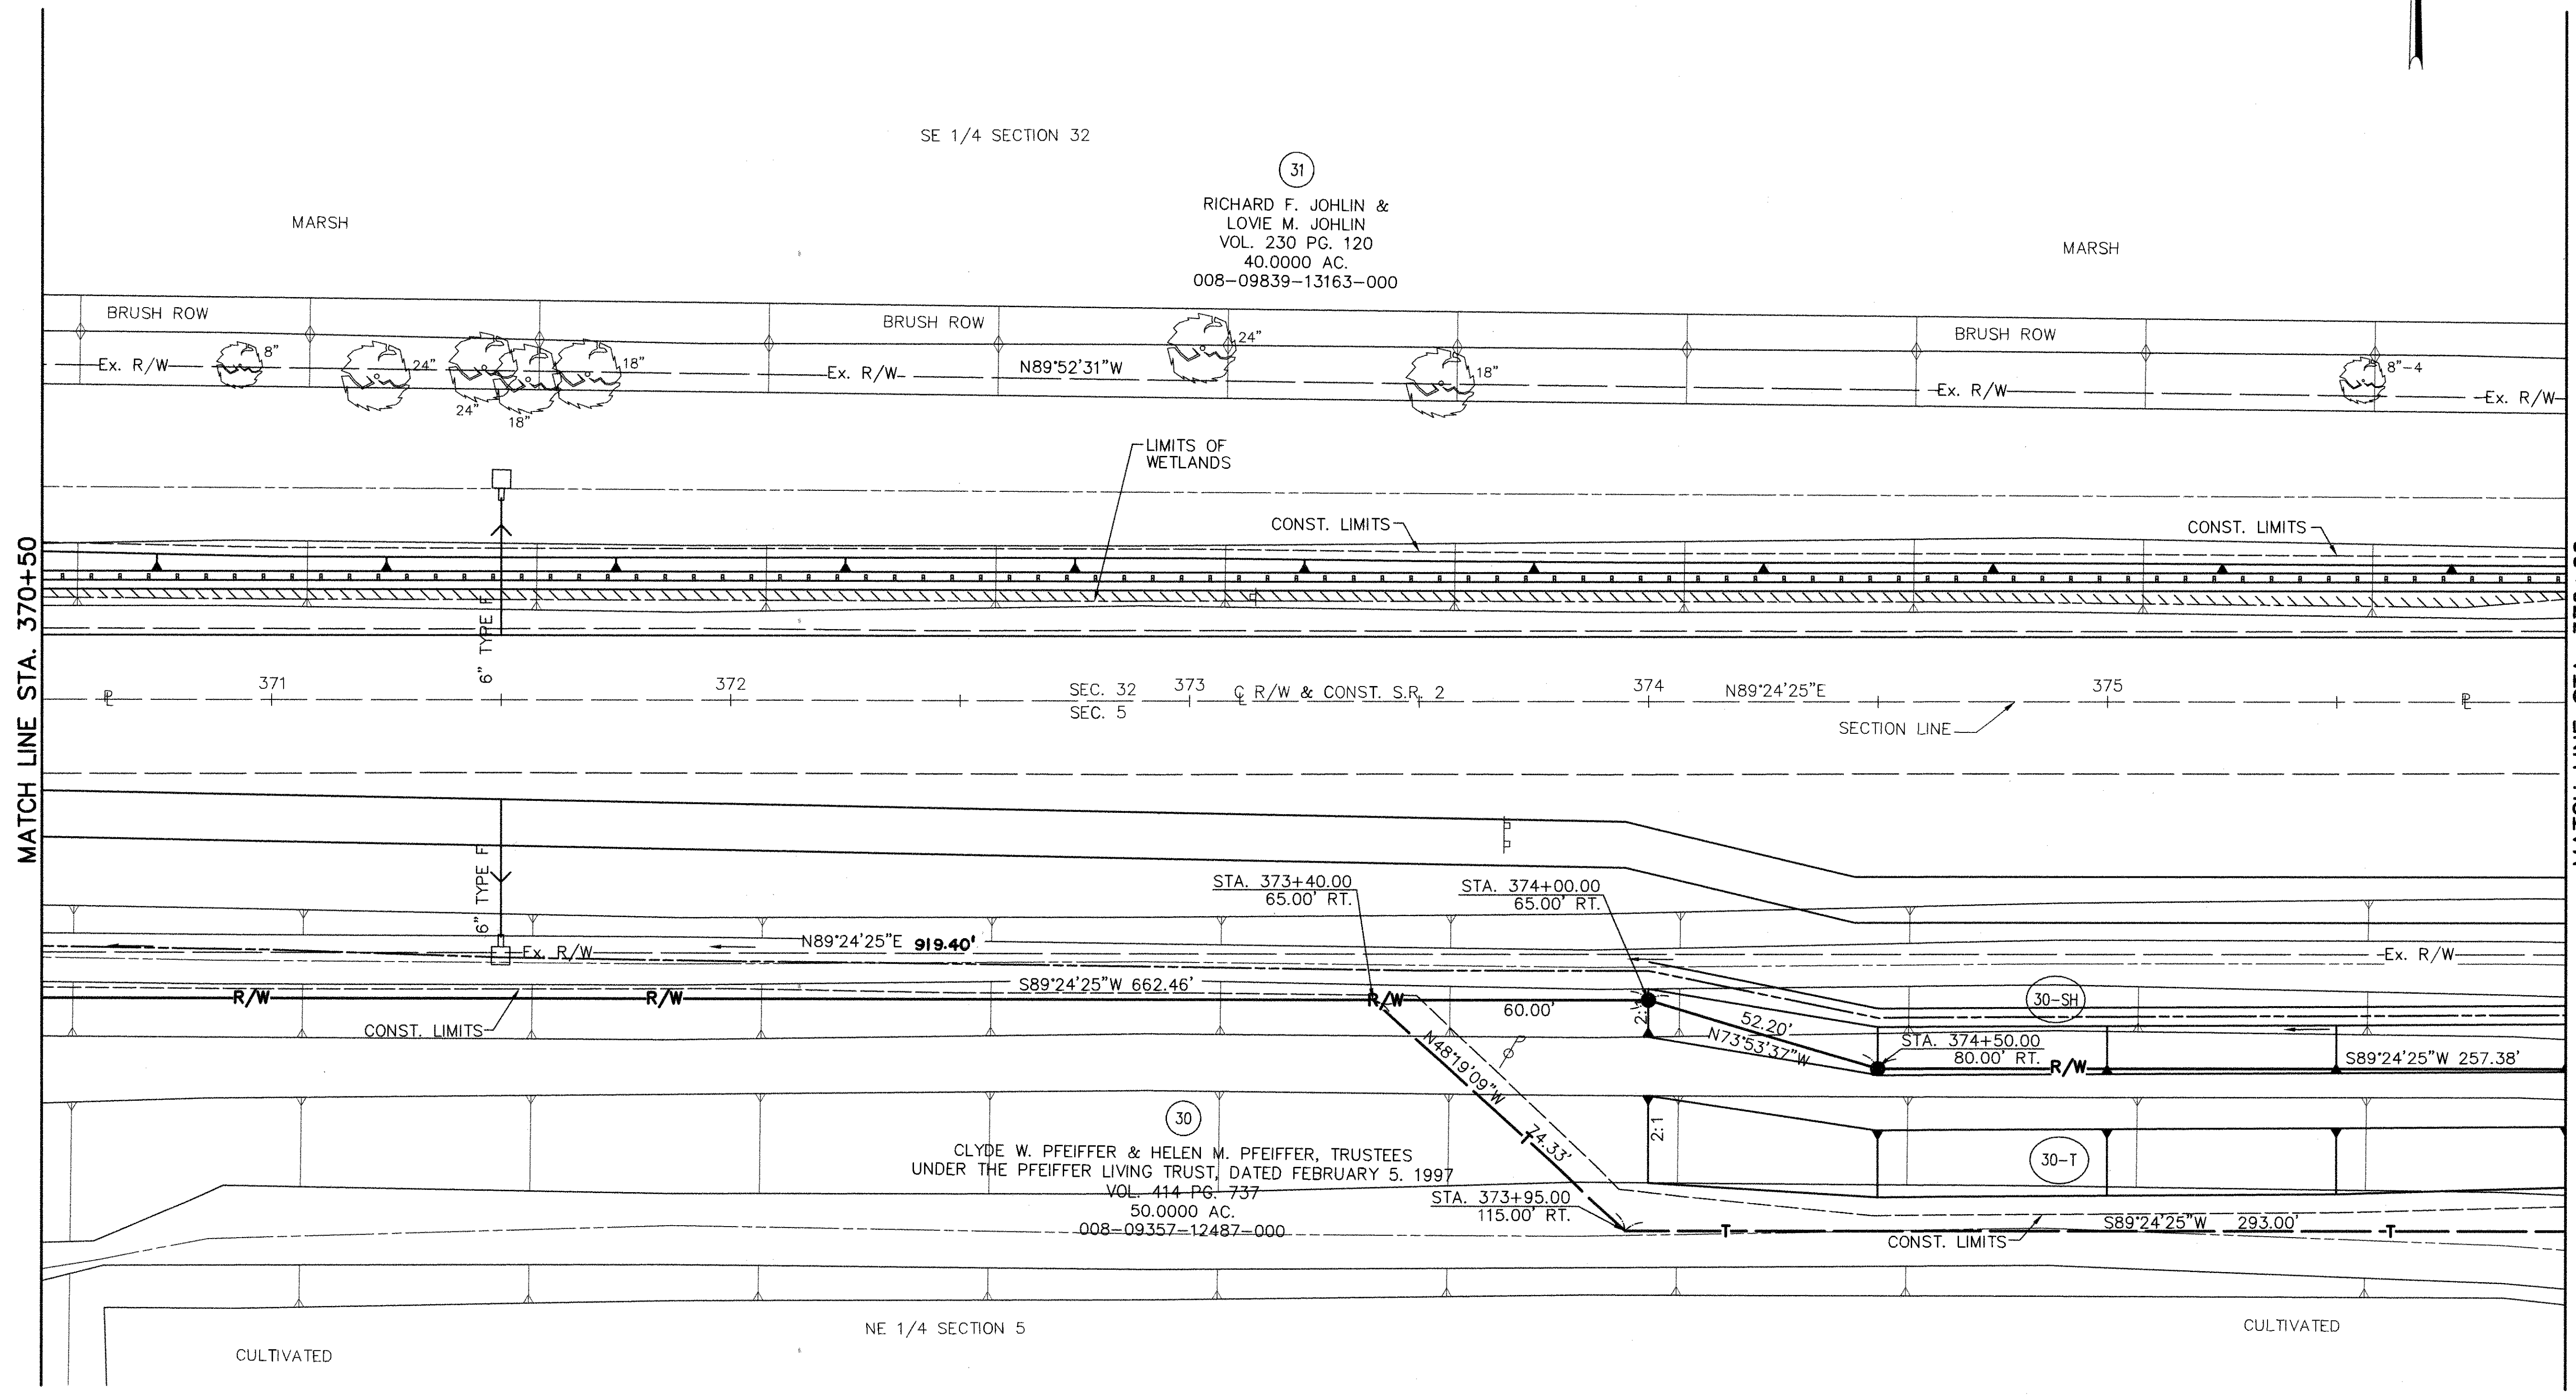 SE 1/4 SECTION 32
31
RICHARD F. JOHLIN &
LOVIE M. JOHLIN
VOL. 230 PG. 120
40.0000 AC.
008-09839-13163-000
MARSH
MARSH
BRUSH ROW
BRUSH ROW
BRUSH ROW
Ex. R/W
8"
24"
24"
18"
18"
Ex. R/W
N89°52'31"W
24"
18"
Ex. R/W
8"-4
Ex. R/W
LIMITS OF
WETLANDS
CONST. LIMITS
CONST. LIMITS
MATCH LINE STA. 370+50
6" TYPE F
371
372
SEC. 32
SEC. 5
373
℄ R/W & CONST. S.R. 2
374
N89°24'25"E
375
SECTION LINE
6" TYPE F
STA. 373+40.00
65.00' RT.
STA. 374+00.00
65.00' RT.
Ex. R/W
N89°24'25"E 919.40'
Ex. R/W
R/W
R/W
S89°24'25"W 662.46'
R/W
60.00'
2:1
30-SH
CONST. LIMITS
52.20'
N73°53'37"W
STA. 374+50.00
80.00' RT.
R/W
S89°24'25"W 257.38'
N48°19'09"W
74.33'
T
2:1
30
CLYDE W. PFEIFFER & HELEN M. PFEIFFER, TRUSTEES
UNDER THE PFEIFFER LIVING TRUST, DATED FEBRUARY 5. 1997
VOL. 414 PG. 737
50.0000 AC.
008-09357-12487-000
30-T
STA. 373+95.00
115.00' RT.
T
S89°24'25"W 293.00'
T
CONST. LIMITS
NE 1/4 SECTION 5
CULTIVATED
CULTIVATED